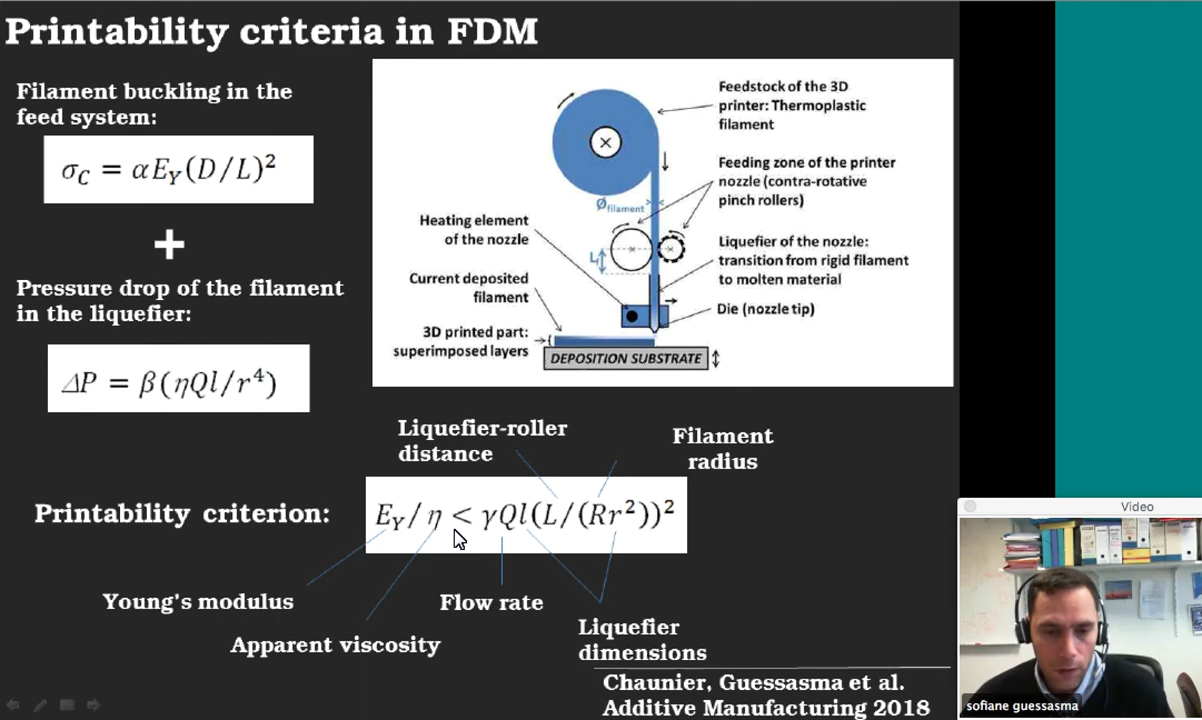 Printability criteria in FDM
Filament buckling in the
feed system:
σ_C = αE_Y(D/L)²
+
Pressure drop of the filament
in the liquefier:
ΔP = β(ηQl/r⁴)
Feedstock of the 3D
printer: Thermoplastic
filament
Feeding zone of the printer
nozzle (contra-rotative
pinch rollers)
Ø filament
Heating element
of the nozzle
L
Liquefier of the nozzle:
transition from rigid filament
to molten material
Current deposited
filament
Die (nozzle tip)
3D printed part:
superimposed layers
DEPOSITION SUBSTRATE
Liquefier-roller
distance
Filament
radius
Printability criterion:
E_Y/η < γQl(L/(Rr²))²
Young's modulus
Flow rate
Apparent viscosity
Liquefier
dimensions
Chaunier, Guessasma et al.
Additive Manufacturing 2018
Video
sofiane guessasma